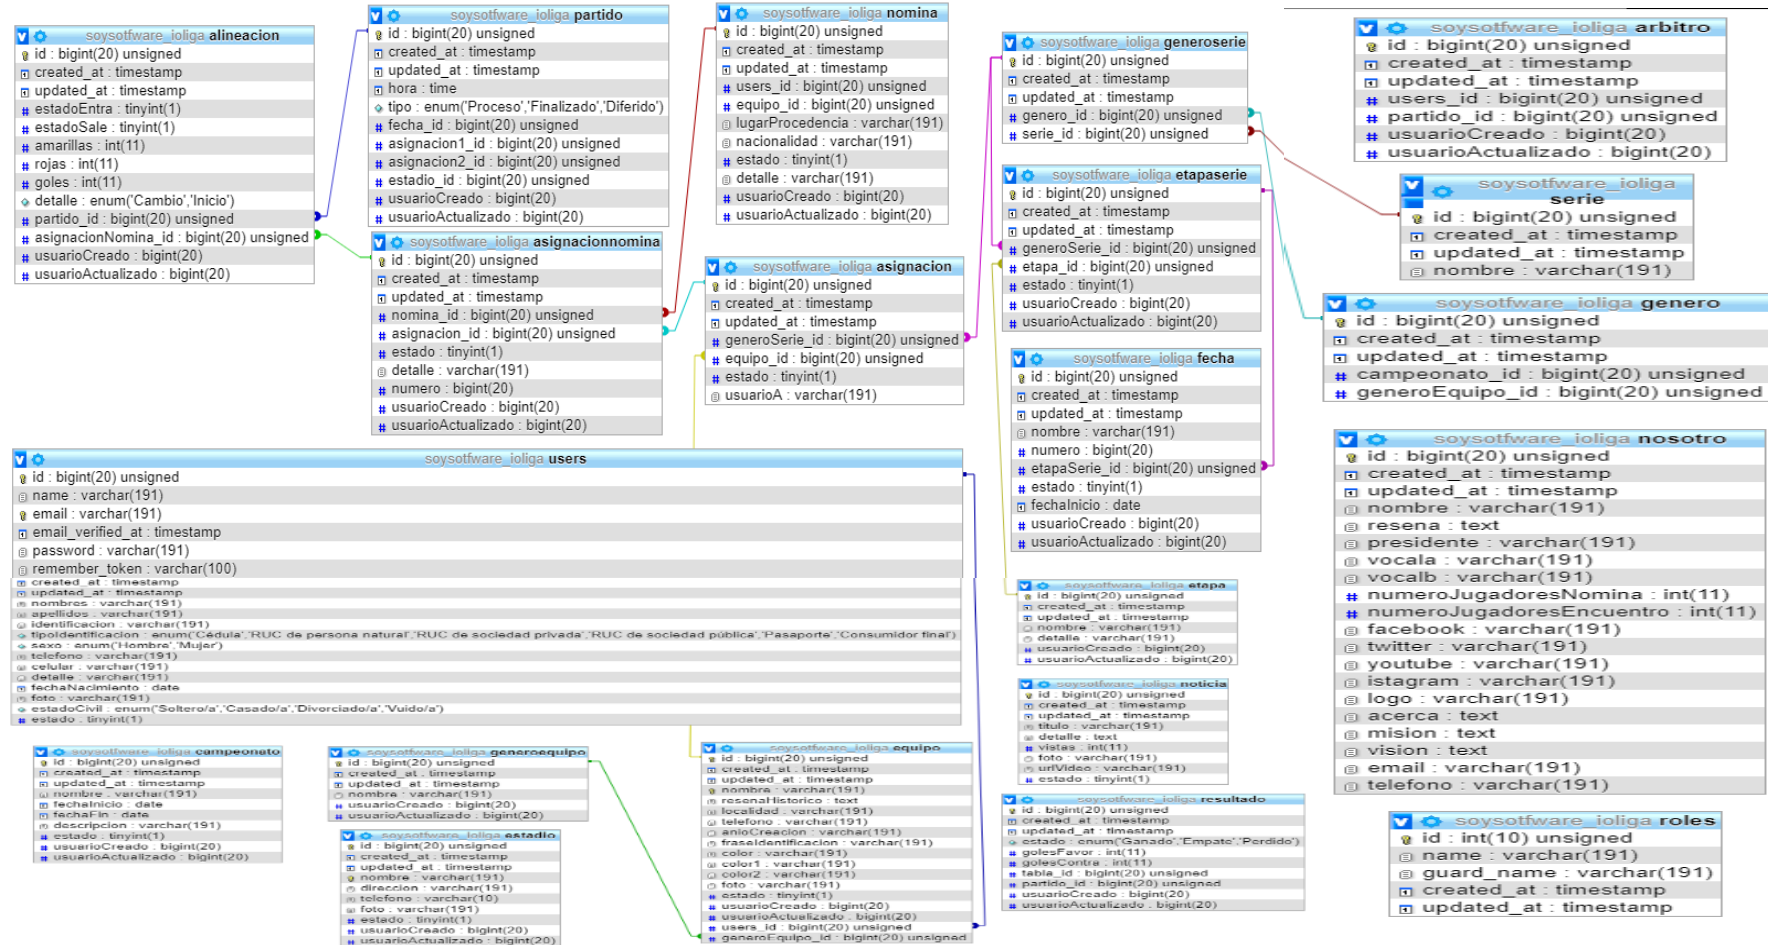 soysotfware_ioliga alineacion
id : bigint(20) unsigned
created_at : timestamp
updated_at : timestamp
estadoEntra : tinyint(1)
estadoSale : tinyint(1)
amarillas : int(11)
rojas : int(11)
goles : int(11)
detalle : enum('Cambio','Inicio')
partido_id : bigint(20) unsigned
asignacionNomina_id : bigint(20) unsigned
usuarioCreado : bigint(20)
usuarioActualizado : bigint(20)
soysotfware_ioliga partido
id : bigint(20) unsigned
created_at : timestamp
updated_at : timestamp
hora : time
tipo : enum('Proceso','Finalizado','Diferido')
fecha_id : bigint(20) unsigned
asignacion1_id : bigint(20) unsigned
asignacion2_id : bigint(20) unsigned
estadio_id : bigint(20) unsigned
usuarioCreado : bigint(20)
usuarioActualizado : bigint(20)
soysotfware_ioliga asignacionnomina
id : bigint(20) unsigned
created_at : timestamp
updated_at : timestamp
nomina_id : bigint(20) unsigned
asignacion_id : bigint(20) unsigned
estado : tinyint(1)
detalle : varchar(191)
numero : bigint(20)
usuarioCreado : bigint(20)
usuarioActualizado : bigint(20)
soysotfware_ioliga nomina
id : bigint(20) unsigned
created_at : timestamp
updated_at : timestamp
users_id : bigint(20) unsigned
equipo_id : bigint(20) unsigned
lugarProcedencia : varchar(191)
nacionalidad : varchar(191)
estado : tinyint(1)
detalle : varchar(191)
usuarioCreado : bigint(20)
usuarioActualizado : bigint(20)
soysotfware_ioliga asignacion
id : bigint(20) unsigned
created_at : timestamp
updated_at : timestamp
generoSerie_id : bigint(20) unsigned
equipo_id : bigint(20) unsigned
estado : tinyint(1)
usuarioA : varchar(191)
soysotfware_ioliga generoserie
id : bigint(20) unsigned
created_at : timestamp
updated_at : timestamp
genero_id : bigint(20) unsigned
serie_id : bigint(20) unsigned
soysotfware_ioliga etapaserie
id : bigint(20) unsigned
created_at : timestamp
updated_at : timestamp
generoSerie_id : bigint(20) unsigned
etapa_id : bigint(20) unsigned
estado : tinyint(1)
usuarioCreado : bigint(20)
usuarioActualizado : bigint(20)
soysotfware_ioliga fecha
id : bigint(20) unsigned
created_at : timestamp
updated_at : timestamp
nombre : varchar(191)
numero : bigint(20)
etapaSerie_id : bigint(20) unsigned
estado : tinyint(1)
fechaInicio : date
usuarioCreado : bigint(20)
usuarioActualizado : bigint(20)
soysotfware_ioliga arbitro
id : bigint(20) unsigned
created_at : timestamp
updated_at : timestamp
users_id : bigint(20) unsigned
partido_id : bigint(20) unsigned
usuarioCreado : bigint(20)
usuarioActualizado : bigint(20)
soysotfware_ioliga
serie
id : bigint(20) unsigned
created_at : timestamp
updated_at : timestamp
nombre : varchar(191)
soysotfware_ioliga genero
id : bigint(20) unsigned
created_at : timestamp
updated_at : timestamp
campeonato_id : bigint(20) unsigned
generoEquipo_id : bigint(20) unsigned
soysotfware_ioliga users
id : bigint(20) unsigned
name : varchar(191)
email : varchar(191)
email_verified_at : timestamp
password : varchar(191)
remember_token : varchar(100)
created_at : timestamp
updated_at : timestamp
nombres : varchar(191)
apellidos : varchar(191)
identificacion : varchar(191)
tipoIdentificacion : enum('Cédula','RUC de persona natural','RUC de sociedad privada','RUC de sociedad pública','Pasaporte','Consumidor final')
sexo : enum('Hombre','Mujer')
telefono : varchar(191)
celular : varchar(191)
detalle : varchar(191)
fechaNacimiento : date
foto : varchar(191)
estadoCivil : enum('Soltero/a','Casado/a','Divorciado/a','Vuido/a')
estado : tinyint(1)
soysotfware_ioliga etapa
id : bigint(20) unsigned
created_at : timestamp
updated_at : timestamp
nombre : varchar(191)
detalle : varchar(191)
usuarioCreado : bigint(20)
usuarioActualizado : bigint(20)
soysotfware_ioliga noticia
id : bigint(20) unsigned
created_at : timestamp
updated_at : timestamp
titulo : varchar(191)
detalle : text
vistas : int(11)
foto : varchar(191)
urlVideo : varchar(191)
estado : tinyint(1)
soysotfware_ioliga nosotro
id : bigint(20) unsigned
created_at : timestamp
updated_at : timestamp
nombre : varchar(191)
resena : text
presidente : varchar(191)
vocala : varchar(191)
vocalb : varchar(191)
numeroJugadoresNomina : int(11)
numeroJugadoresEncuentro : int(11)
facebook : varchar(191)
twitter : varchar(191)
youtube : varchar(191)
istagram : varchar(191)
logo : varchar(191)
acerca : text
mision : text
vision : text
email : varchar(191)
telefono : varchar(191)
soysotfware_ioliga campeonato
id : bigint(20) unsigned
created_at : timestamp
updated_at : timestamp
nombre : varchar(191)
fechaInicio : date
fechaFin : date
descripcion : varchar(191)
estado : tinyint(1)
usuarioCreado : bigint(20)
usuarioActualizado : bigint(20)
soysotfware_ioliga generoequipo
id : bigint(20) unsigned
created_at : timestamp
updated_at : timestamp
nombre : varchar(191)
usuarioCreado : bigint(20)
usuarioActualizado : bigint(20)
soysotfware_ioliga estadio
id : bigint(20) unsigned
created_at : timestamp
updated_at : timestamp
nombre : varchar(191)
direccion : varchar(191)
telefono : varchar(10)
foto : varchar(191)
estado : tinyint(1)
usuarioCreado : bigint(20)
usuarioActualizado : bigint(20)
soysotfware_ioliga equipo
id : bigint(20) unsigned
created_at : timestamp
updated_at : timestamp
nombre : varchar(191)
resenaHistorico : text
localidad : varchar(191)
telefono : varchar(191)
anioCreacion : varchar(191)
fraseIdentificacion : varchar(191)
color : varchar(191)
color1 : varchar(191)
color2 : varchar(191)
foto : varchar(191)
estado : tinyint(1)
usuarioCreado : bigint(20)
usuarioActualizado : bigint(20)
users_id : bigint(20) unsigned
generoEquipo_id : bigint(20) unsigned
soysotfware_ioliga resultado
id : bigint(20) unsigned
created_at : timestamp
updated_at : timestamp
estado : enum('Ganado','Empate','Perdido')
golesFavor : int(11)
golesContra : int(11)
tabla_id : bigint(20) unsigned
partido_id : bigint(20) unsigned
usuarioCreado : bigint(20)
usuarioActualizado : bigint(20)
soysotfware_ioliga roles
id : int(10) unsigned
name : varchar(191)
guard_name : varchar(191)
created_at : timestamp
updated_at : timestamp